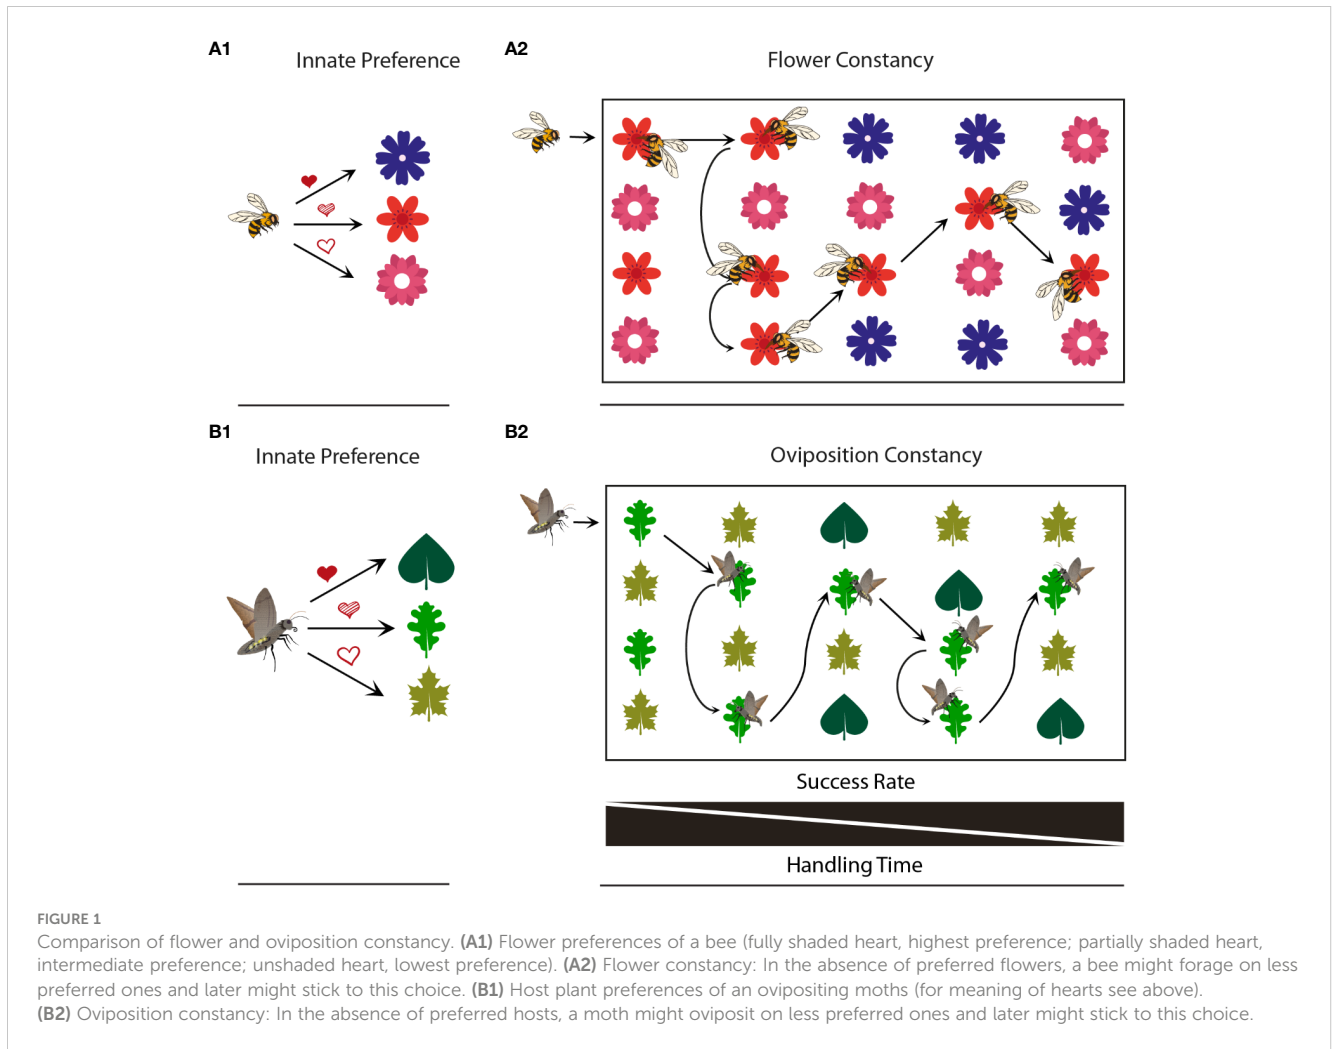 A1
Innate Preference
A2
Flower Constancy
B1
Innate Preference
B2
Oviposition Constancy
Success Rate
Handling Time
FIGURE 1
Comparison of flower and oviposition constancy. (A1) Flower preferences of a bee (fully shaded heart, highest preference; partially shaded heart,
intermediate preference; unshaded heart, lowest preference). (A2) Flower constancy: In the absence of preferred flowers, a bee might forage on less
preferred ones and later might stick to this choice. (B1) Host plant preferences of an ovipositing moths (for meaning of hearts see above).
(B2) Oviposition constancy: In the absence of preferred hosts, a moth might oviposit on less preferred ones and later might stick to this choice.